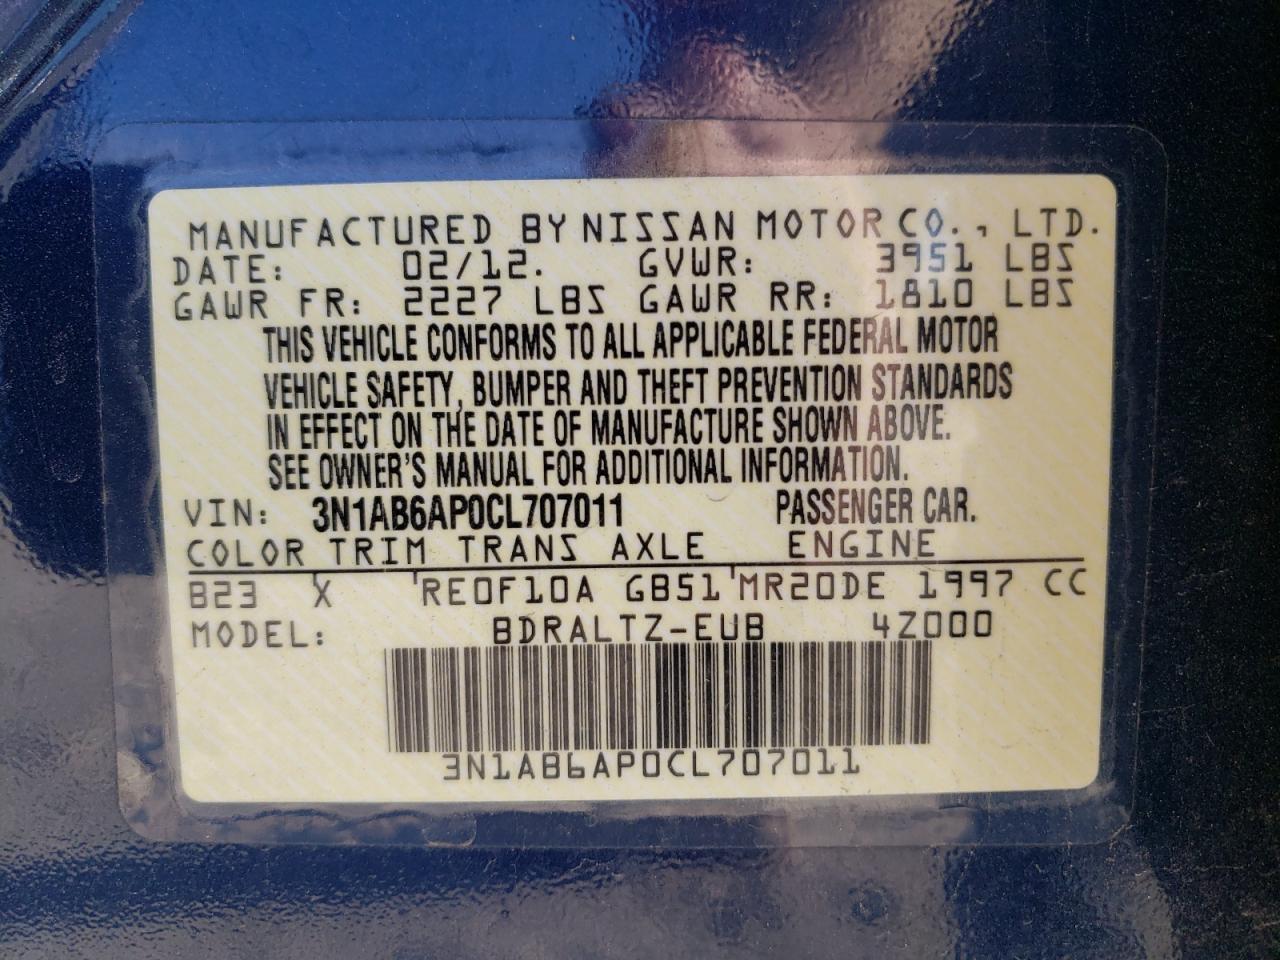 MANUFACTURED BY NISSAN MOTOR CO., LTD.
DATE: 02/12. GVWR: 3951 LBS
GAWR FR: 2227 LBS GAWR RR: 1810 LBS
THIS VEHICLE CONFORMS TO ALL APPLICABLE FEDERAL MOTOR
VEHICLE SAFETY, BUMPER AND THEFT PREVENTION STANDARDS
IN EFFECT ON THE DATE OF MANUFACTURE SHOWN ABOVE.
SEE OWNER'S MANUAL FOR ADDITIONAL INFORMATION.
VIN: 3N1AB6AP0CL707011 PASSENGER CAR.
COLOR TRIM TRANS AXLE ENGINE
B23 X RE0F10A GB51 MR20DE 1997 CC
MODEL: BDRALTZ-EUB 4Z000
3N1AB6AP0CL707011